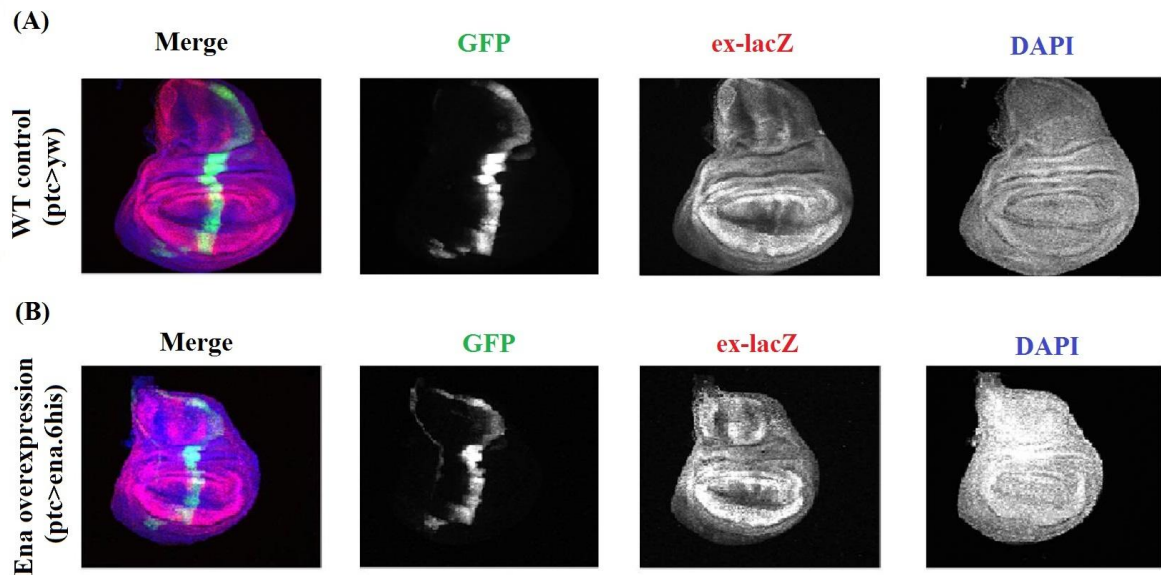 (A)
Merge GFP ex-lacZ DAPI
WT control
(ptc>yw)
(B)
Merge GFP ex-lacZ DAPI
Ena overexpression
(ptc>ena.6his)